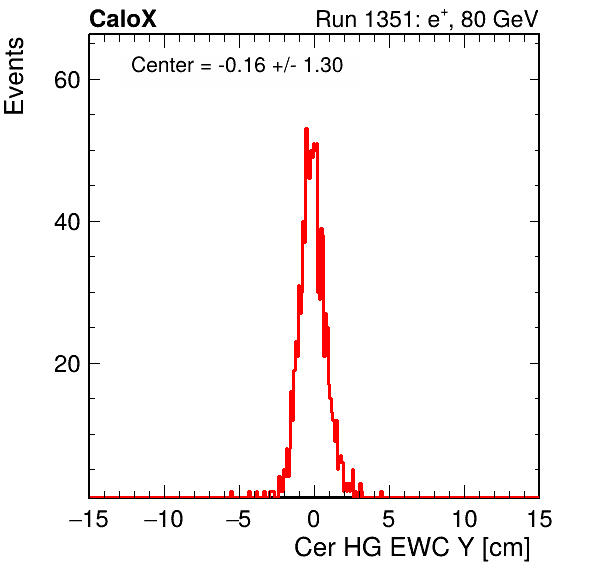 CaloX Run 1351: e⁺, 80 GeV
Center = -0.16 +/- 1.30
Events
60
40
20
−15 −10 −5 0 5 10 15
Cer HG EWC Y [cm]